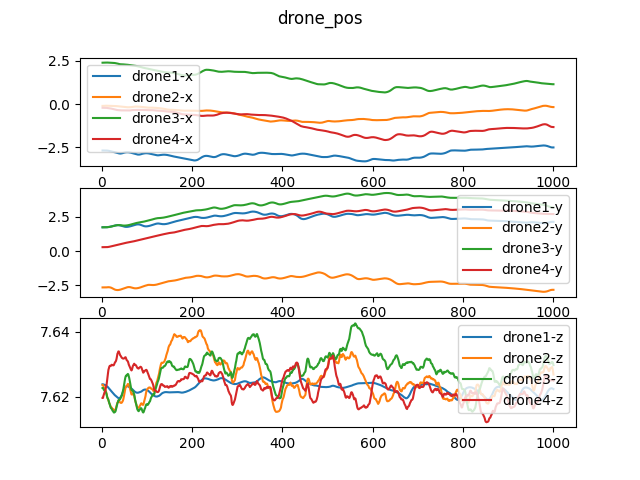 drone_pos
2.5
0.0
−2.5
drone1-x
drone2-x
drone3-x
drone4-x
0 200 400 600 800 1000
2.5
0.0
−2.5
drone1-y
drone2-y
drone3-y
drone4-y
0 200 400 600 800 1000
7.64
7.62
drone1-z
drone2-z
drone3-z
drone4-z
0 200 400 600 800 1000